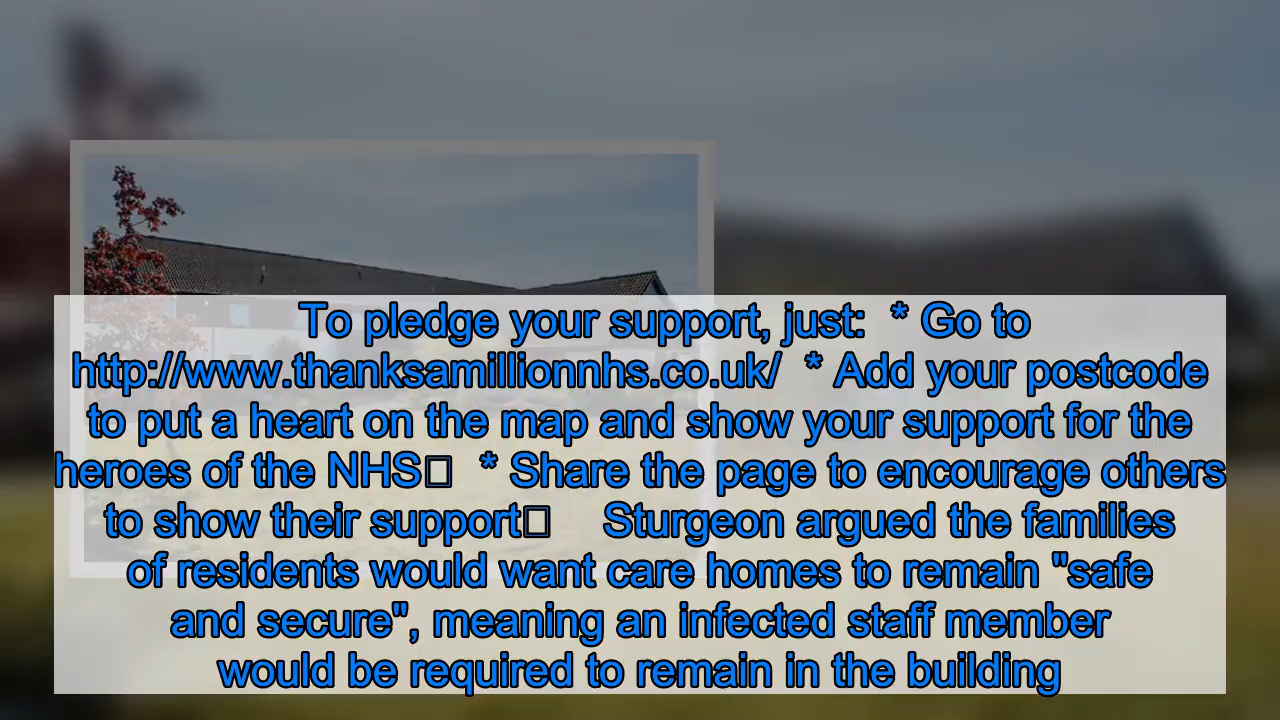 To pledge your support, just:  * Go to
http://www.thanksamillionnhs.co.uk/  * Add your postcode
to put a heart on the map and show your support for the
heroes of the NHS□  * Share the page to encourage others
to show their support□    Sturgeon argued the families
of residents would want care homes to remain "safe
and secure", meaning an infected staff member
would be required to remain in the building